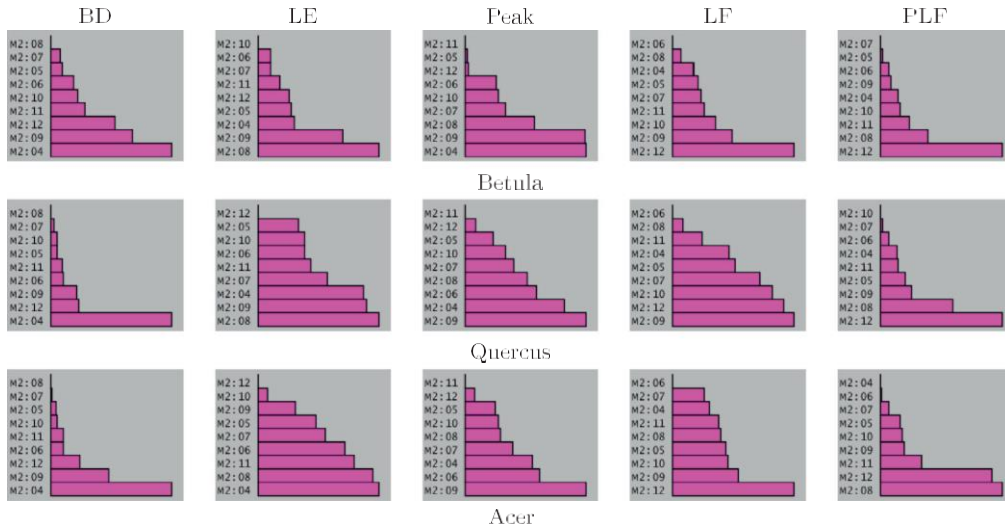 BD LE Peak LF PLF
M2:08 M2:10 M2:11 M2:06 M2:07
M2:07 M2:06 M2:05 M2:08 M2:05
M2:05 M2:07 M2:12 M2:04 M2:06
M2:06 M2:11 M2:06 M2:05 M2:09
M2:10 M2:12 M2:10 M2:07 M2:04
M2:11 M2:05 M2:07 M2:11 M2:10
M2:12 M2:04 M2:08 M2:10 M2:11
M2:09 M2:09 M2:09 M2:09 M2:08
M2:04 M2:08 M2:04 M2:12 M2:12
Betula
M2:08 M2:12 M2:11 M2:06 M2:10
M2:07 M2:05 M2:12 M2:08 M2:07
M2:10 M2:10 M2:05 M2:11 M2:06
M2:05 M2:06 M2:10 M2:04 M2:04
M2:11 M2:11 M2:07 M2:05 M2:11
M2:06 M2:07 M2:08 M2:07 M2:05
M2:09 M2:04 M2:06 M2:10 M2:09
M2:12 M2:09 M2:04 M2:12 M2:08
M2:04 M2:08 M2:09 M2:09 M2:12
Quercus
M2:08 M2:12 M2:11 M2:06 M2:04
M2:07 M2:10 M2:12 M2:07 M2:06
M2:05 M2:09 M2:05 M2:04 M2:07
M2:10 M2:05 M2:10 M2:11 M2:05
M2:11 M2:07 M2:08 M2:08 M2:10
M2:06 M2:06 M2:07 M2:05 M2:09
M2:12 M2:11 M2:04 M2:10 M2:11
M2:09 M2:08 M2:06 M2:09 M2:12
M2:04 M2:04 M2:09 M2:12 M2:08
Acer